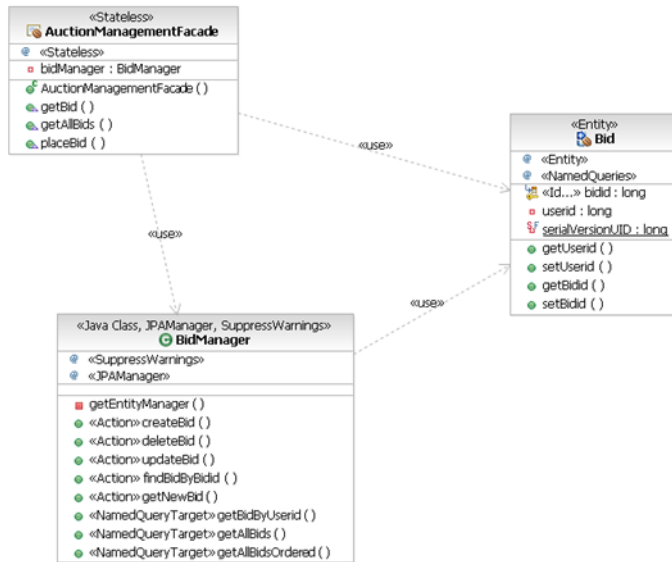 «Stateless»
AuctionManagementFacade
«Stateless»
bidManager : BidManager
AuctionManagementFacade ( )
getBid ( )
getAllBids ( )
placeBid ( )
«use»
«use»
«Entity»
Bid
«Entity»
«NamedQueries»
«Id...» bidid : long
userid : long
serialVersionUID : long
getUserid ( )
setUserid ( )
getBidid ( )
setBidid ( )
«use»
«Java Class, JPAManager, SuppressWarnings»
BidManager
«SuppressWarnings»
«JPAManager»
getEntityManager ( )
«Action» createBid ( )
«Action» deleteBid ( )
«Action» updateBid ( )
«Action» findBidByBidid ( )
«Action» getNewBid ( )
«NamedQueryTarget» getBidByUserid ( )
«NamedQueryTarget» getAllBids ( )
«NamedQueryTarget» getAllBidsOrdered ( )